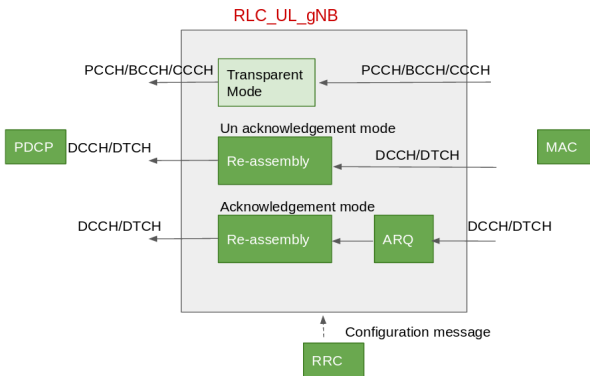 RLC_UL_gNB
PCCH/BCCH/CCCH
Transparent
Mode
PCCH/BCCH/CCCH
Un acknowledgement mode
PDCP
DCCH/DTCH
Re-assembly
DCCH/DTCH
MAC
Acknowledgement mode
DCCH/DTCH
Re-assembly
ARQ
DCCH/DTCH
Configuration message
RRC